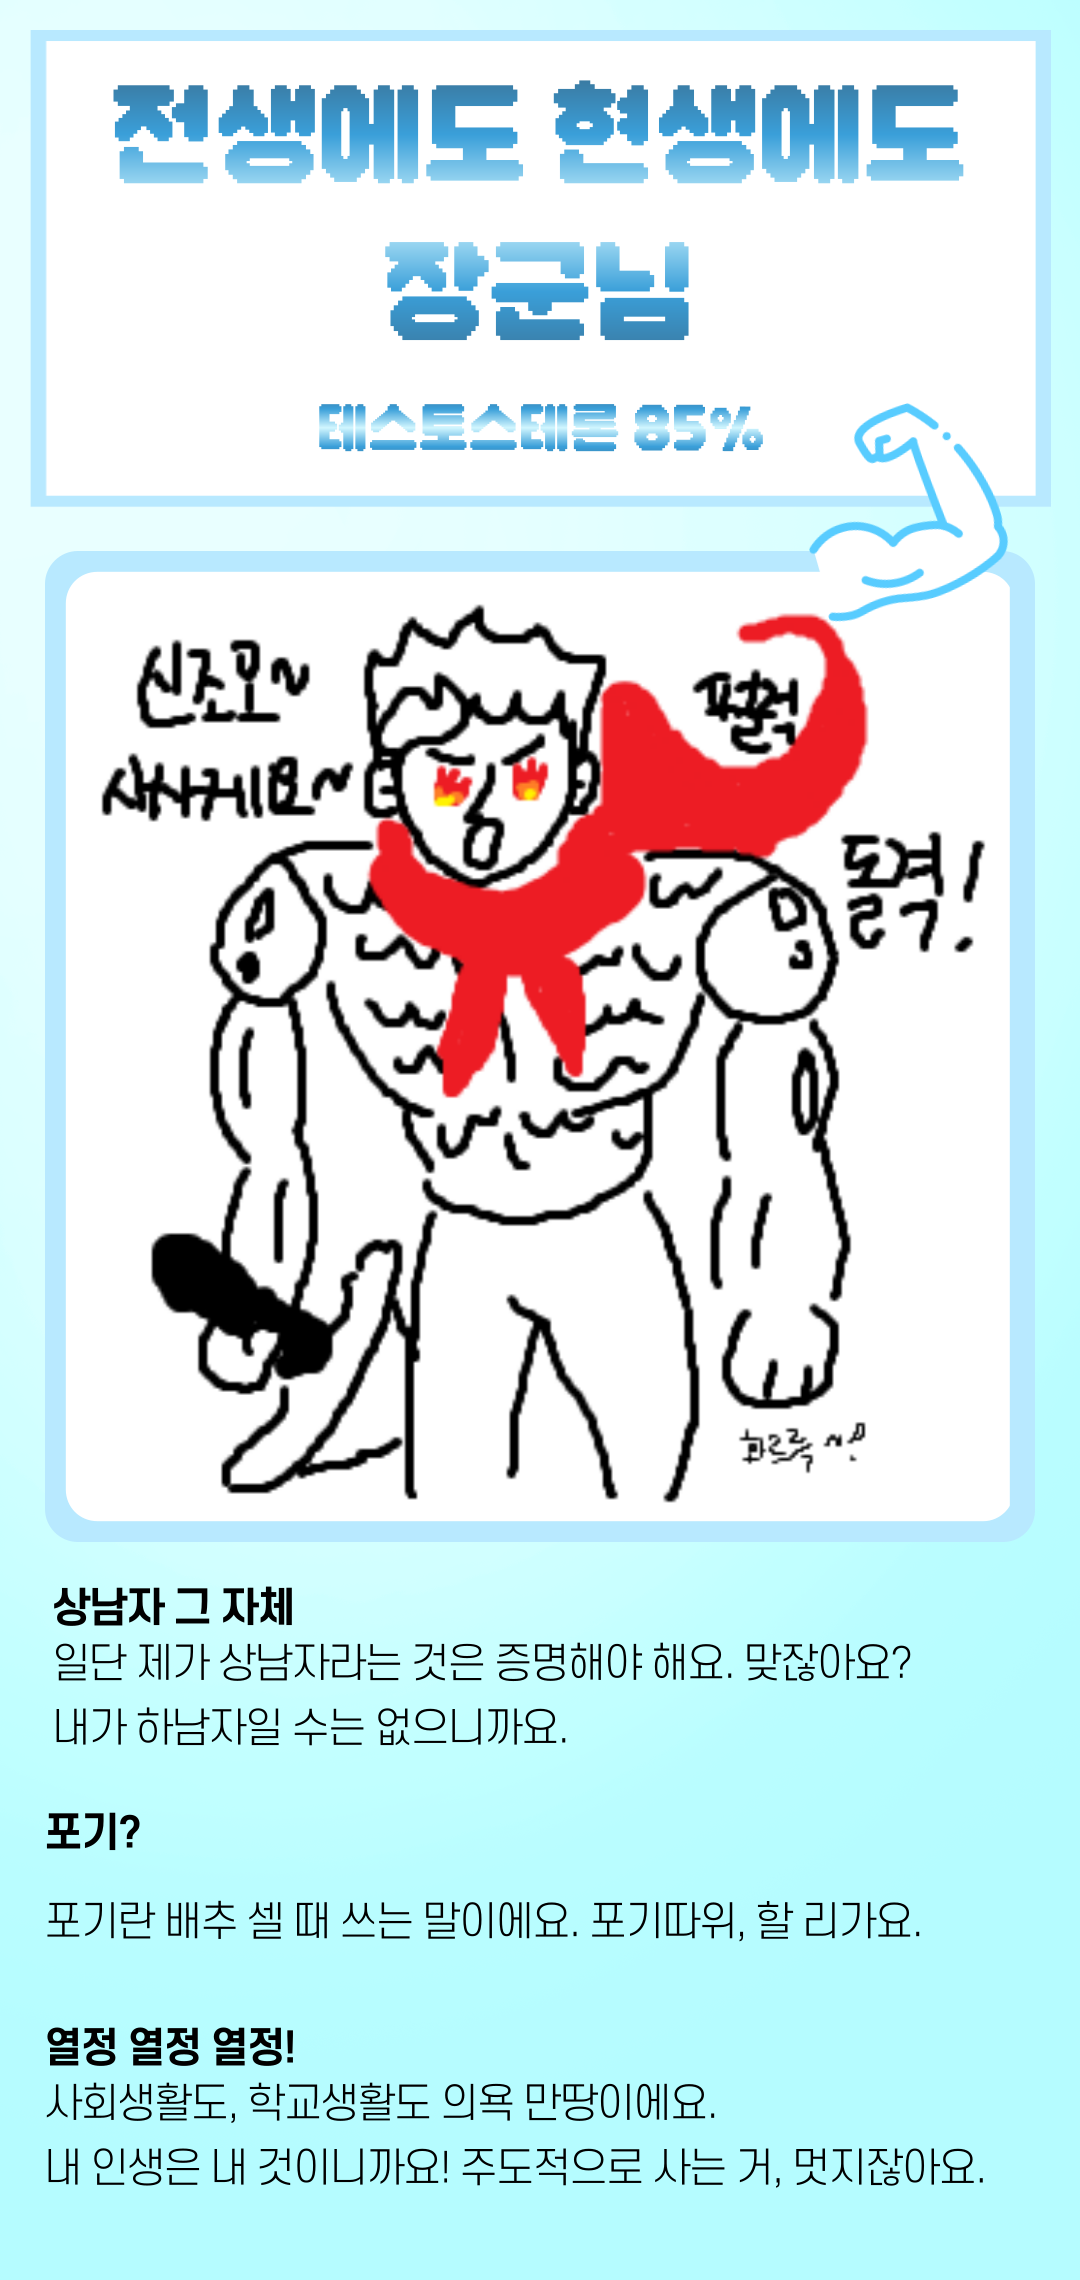 전생에도 현생에도
장군님
테스토스테론 85%
신조오~
사사게요~
펄럭
돌격!
화르륵~!
상남자 그 자체
일단 제가 상남자라는 것은 증명해야 해요. 맞잖아요?
내가 하남자일 수는 없으니까요.
포기?
포기란 배추 셀 때 쓰는 말이에요. 포기따위, 할 리가요.
열정 열정 열정!
사회생활도, 학교생활도 의욕 만땅이에요.
내 인생은 내 것이니까요! 주도적으로 사는 거, 멋지잖아요.